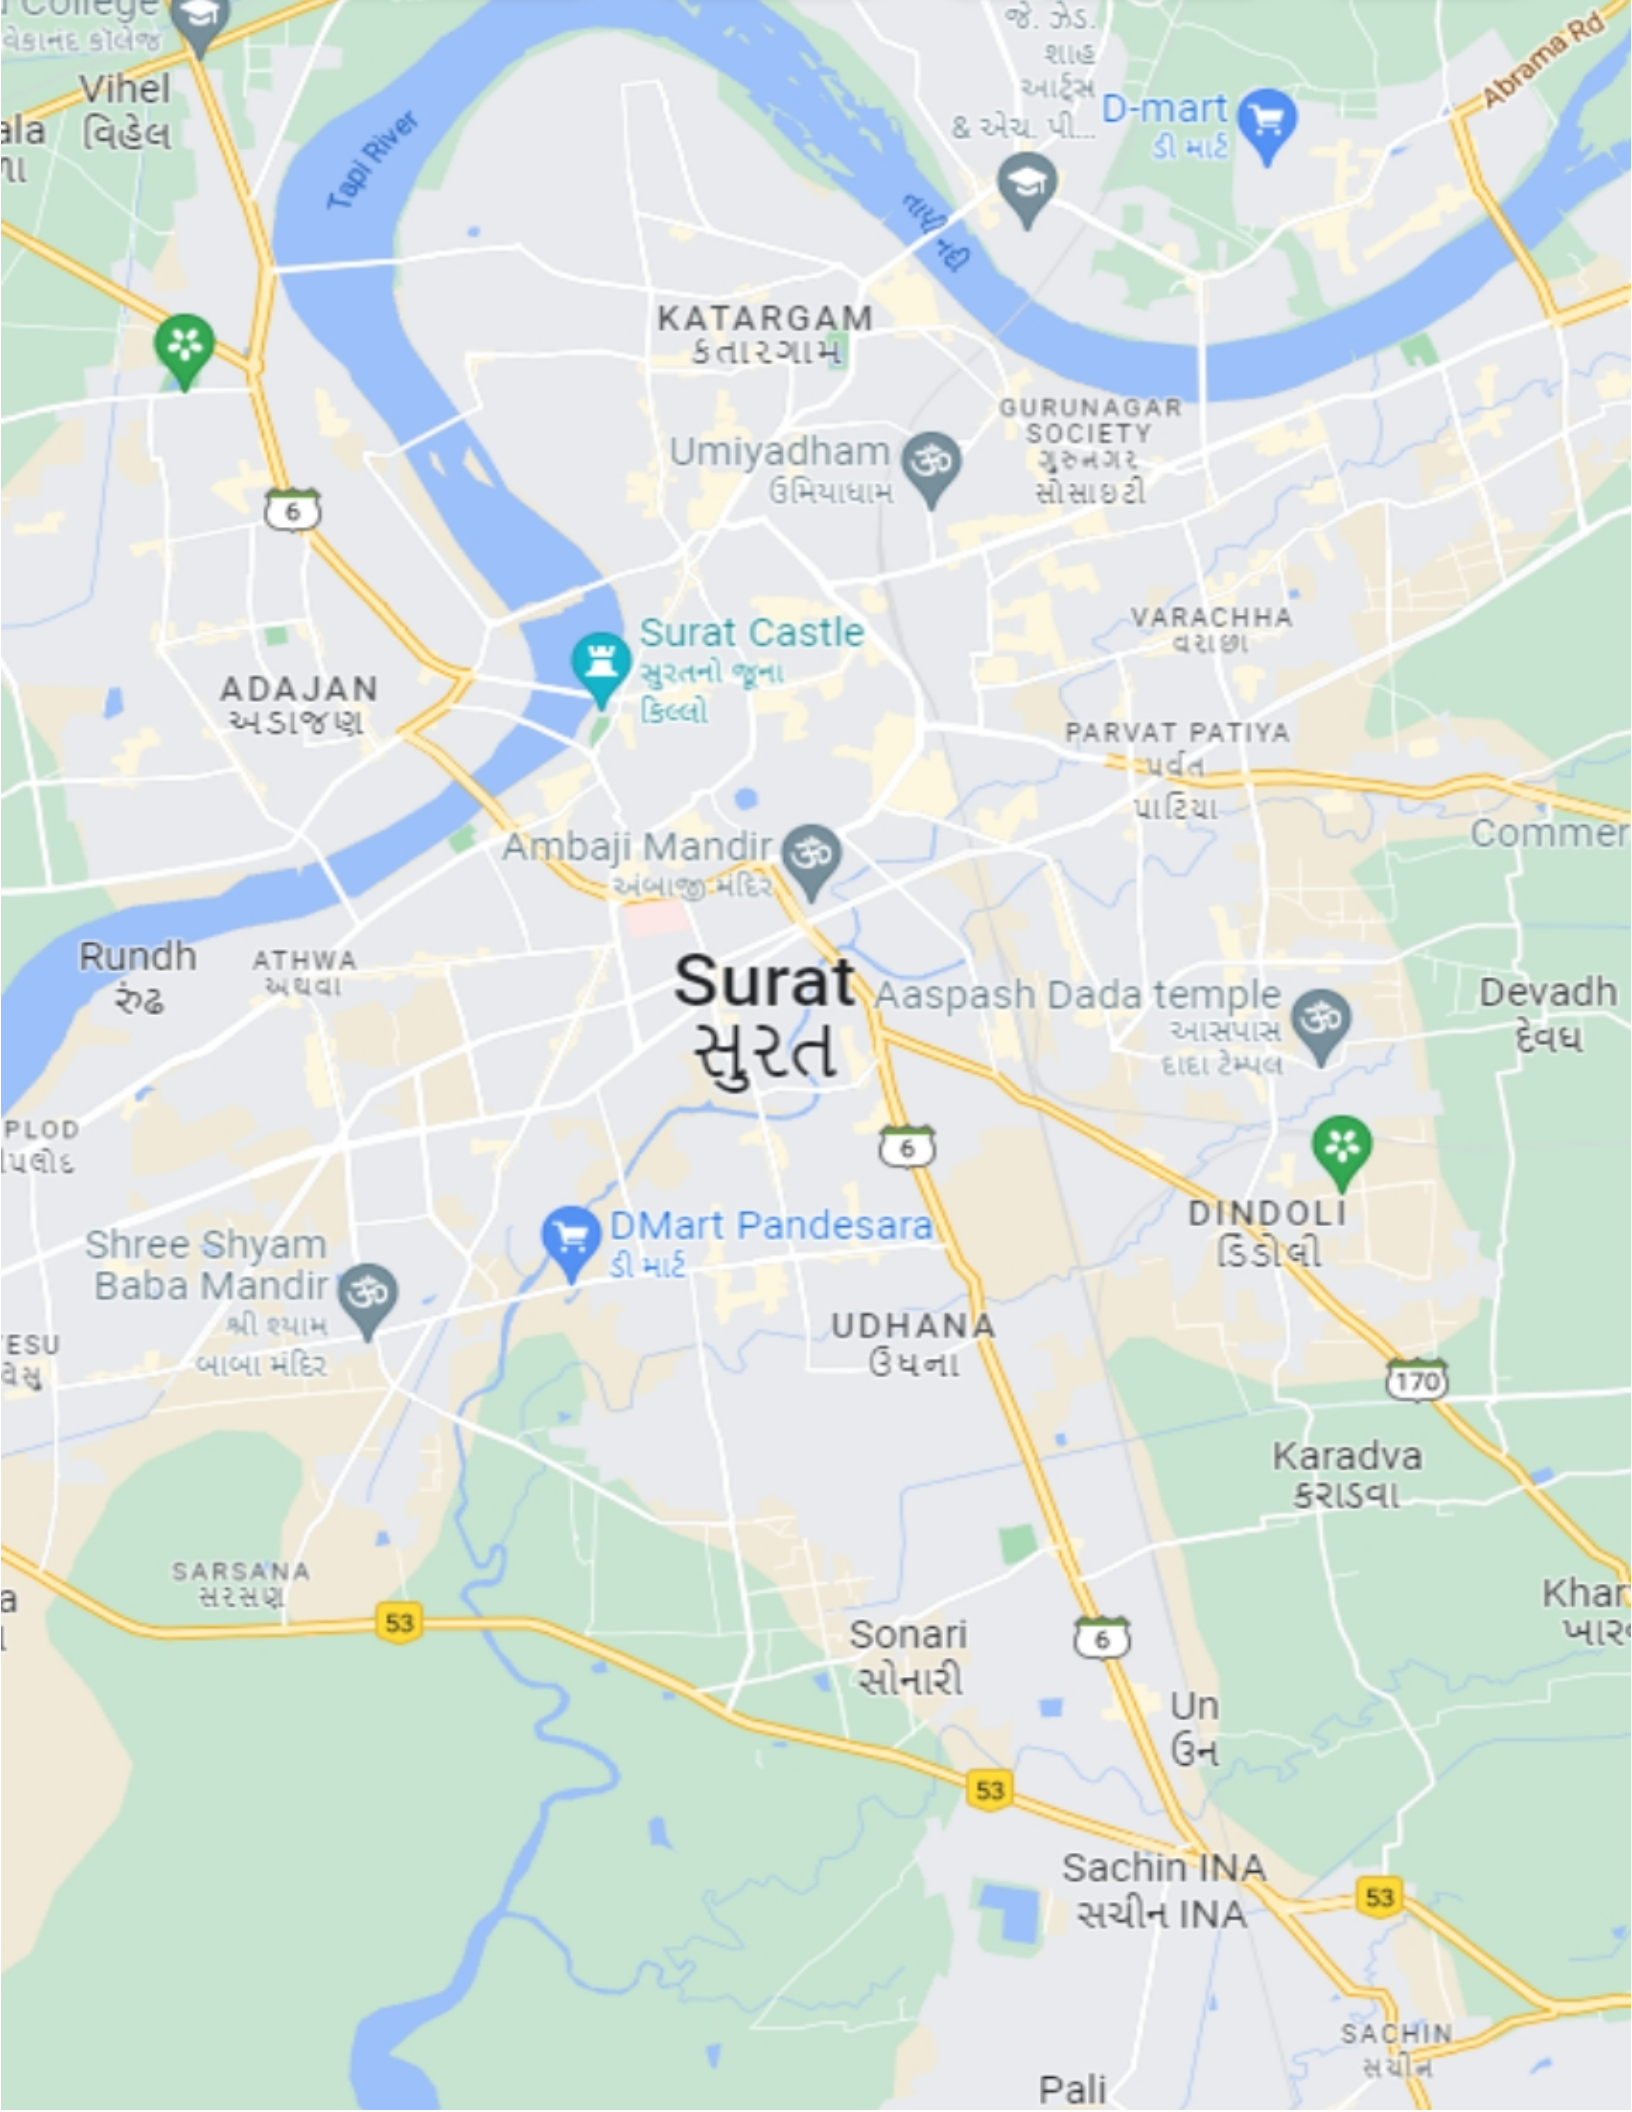 College
Vihel
વિહેલ
ala
Tapi River
જે. ઝેડ.
શાહ
આર્ટ્સ
& એચ. પી...
D-mart
ડી માર્ટ
Abrama Rd
તાપી નદી
KATARGAM
કતારગામ
GURUNAGAR
SOCIETY
ગુરુનગર
સોસાઇટી
Umiyadham
ઉમિયાધામ
6
Surat Castle
સુરતનો જૂના
કિલ્લો
VARACHHA
વરાછા
ADAJAN
અડાજણ
PARVAT PATIYA
પર્વત
પાટિયા
Commer
Ambaji Mandir
અંબાજી મંદિર
Rundh
રુંઢ
ATHWA
અથવા
Surat
સુરત
Aaspash Dada temple
આસપાસ
દાદા ટેમ્પલ
Devadh
દેવધ
PLOD
6
DINDOLI
ડિંડોલી
DMart Pandesara
ડી માર્ટ
Shree Shyam
Baba Mandir
શ્રી શ્યામ
બાબા મંદિર
ESU
વેસુ
UDHANA
ઉધના
170
Karadva
કરાડવા
SARSANA
સરસણ
a
53
Sonari
સોનારી
6
Khar
Un
ઉન
53
Sachin INA
સચીન INA
53
SACHIN
સચીન
Pali